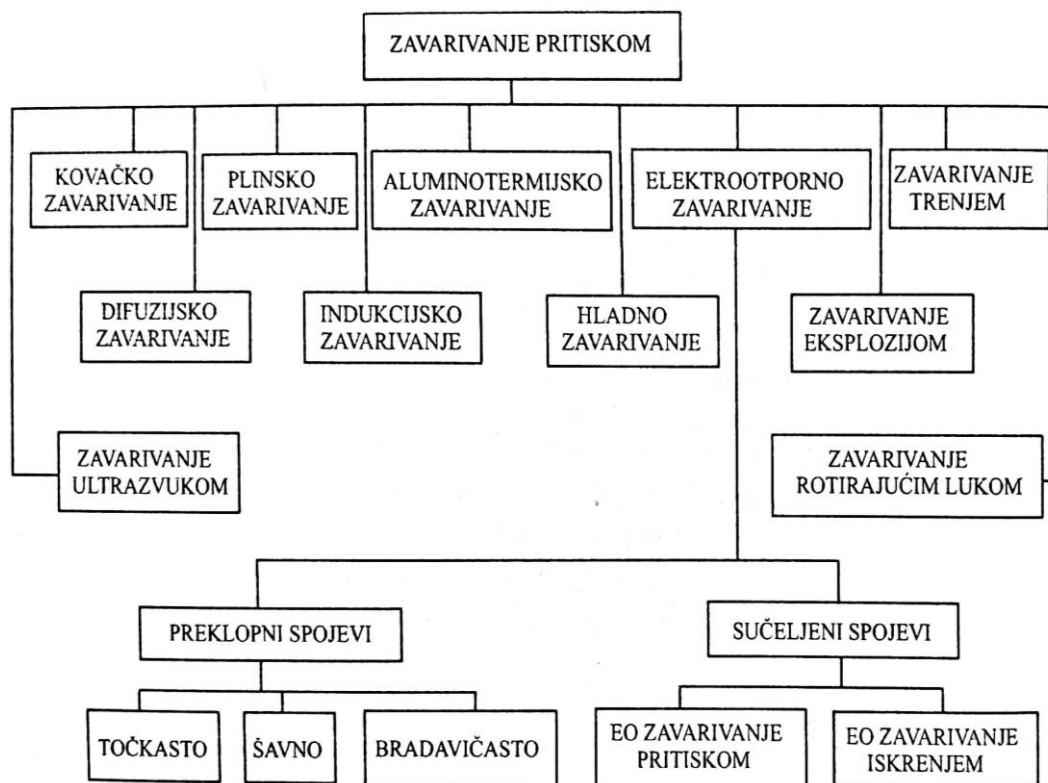 ZAVARIVANJE PRITISKOM
KOVAČKO
ZAVARIVANJE
PLINSKO
ZAVARIVANJE
ALUMINOTERMIJSKO
ZAVARIVANJE
ELEKTROOTPORNO
ZAVARIVANJE
ZAVARIVANJE
TRENJEM
DIFUZIJSKO
ZAVARIVANJE
INDUKCIJSKO
ZAVARIVANJE
HLADNO
ZAVARIVANJE
ZAVARIVANJE
EKSPLOZIJOM
ZAVARIVANJE
ULTRAZVUKOM
ZAVARIVANJE
ROTIRAJUĆIM LUKOM
PREKLOPNI SPOJEVI
SUČELJENI SPOJEVI
TOČKASTO
ŠAVNO
BRADAVIČASTO
EO ZAVARIVANJE
PRITISKOM
EO ZAVARIVANJE
ISKRENJEM